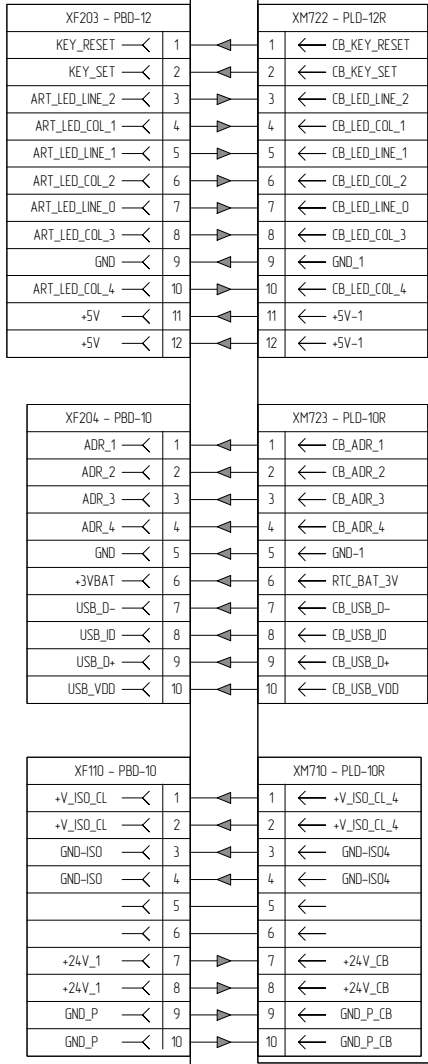 XF203 - PBD-12 XM722 - PLD-12R
KEY_RESET 1 1 CB_KEY_RESET
KEY_SET 2 2 CB_KEY_SET
ART_LED_LINE_2 3 3 CB_LED_LINE_2
ART_LED_COL_1 4 4 CB_LED_COL_1
ART_LED_LINE_1 5 5 CB_LED_LINE_1
ART_LED_COL_2 6 6 CB_LED_COL_2
ART_LED_LINE_0 7 7 CB_LED_LINE_0
ART_LED_COL_3 8 8 CB_LED_COL_3
GND 9 9 GND_1
ART_LED_COL_4 10 10 CB_LED_COL_4
+5V 11 11 +5V-1
+5V 12 12 +5V-1
XF204 - PBD-10 XM723 - PLD-10R
ADR_1 1 1 CB_ADR_1
ADR_2 2 2 CB_ADR_2
ADR_3 3 3 CB_ADR_3
ADR_4 4 4 CB_ADR_4
GND 5 5 GND-1
+3VBAT 6 6 RTC_BAT_3V
USB_D- 7 7 CB_USB_D-
USB_ID 8 8 CB_USB_ID
USB_D+ 9 9 CB_USB_D+
USB_VDD 10 10 CB_USB_VDD
XF110 - PBD-10 XM710 - PLD-10R
+V_ISO_CL 1 1 +V_ISO_CL_4
+V_ISO_CL 2 2 +V_ISO_CL_4
GND-ISO 3 3 GND-ISO4
GND-ISO 4 4 GND-ISO4
5 5
6 6
+24V_1 7 7 +24V_CB
+24V_1 8 8 +24V_CB
GND_P 9 9 GND_P_CB
GND_P 10 10 GND_P_CB